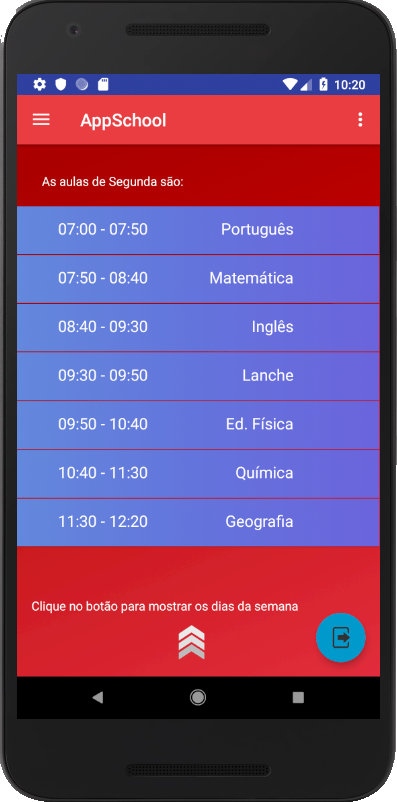 10:20
AppSchool
As aulas de Segunda são:
07:00 - 07:50 Português
07:50 - 08:40 Matemática
08:40 - 09:30 Inglês
09:30 - 09:50 Lanche
09:50 - 10:40 Ed. Física
10:40 - 11:30 Química
11:30 - 12:20 Geografia
Clique no botão para mostrar os dias da semana